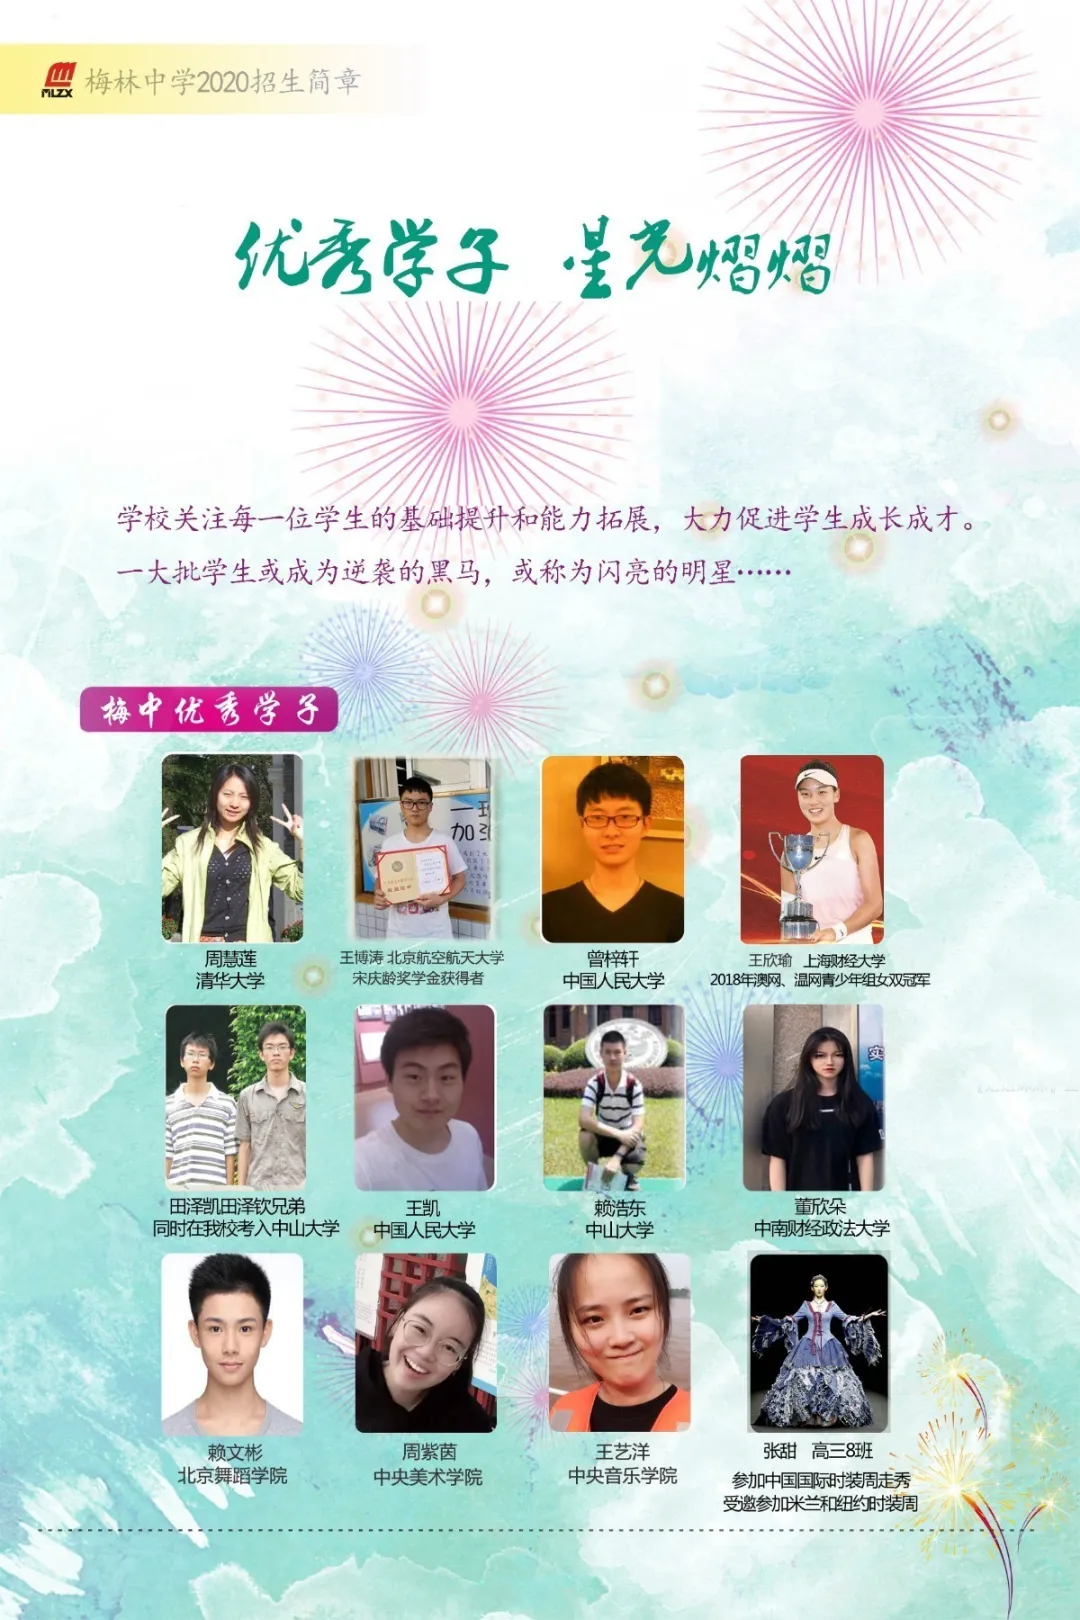 MLZX 梅林中学2020招生简章
优秀学子 星光熠熠
学校关注每一位学生的基础提升和能力拓展，大力促进学生成长成才。
一大批学生或成为逆袭的黑马，或称为闪亮的明星……
梅中优秀学子
周慧莲
清华大学
王博涛 北京航空航天大学
宋庆龄奖学金获得者
曾梓轩
中国人民大学
王欣瑜 上海财经大学
2018年澳网、温网青少年组女双冠军
田泽凯田泽钦兄弟
同时在我校考入中山大学
王凯
中国人民大学
赖浩东
中山大学
董欣朵
中南财经政法大学
赖文彬
北京舞蹈学院
周紫茵
中央美术学院
王艺洋
中央音乐学院
张甜 高三8班
参加中国国际时装周走秀
受邀参加米兰和纽约时装周